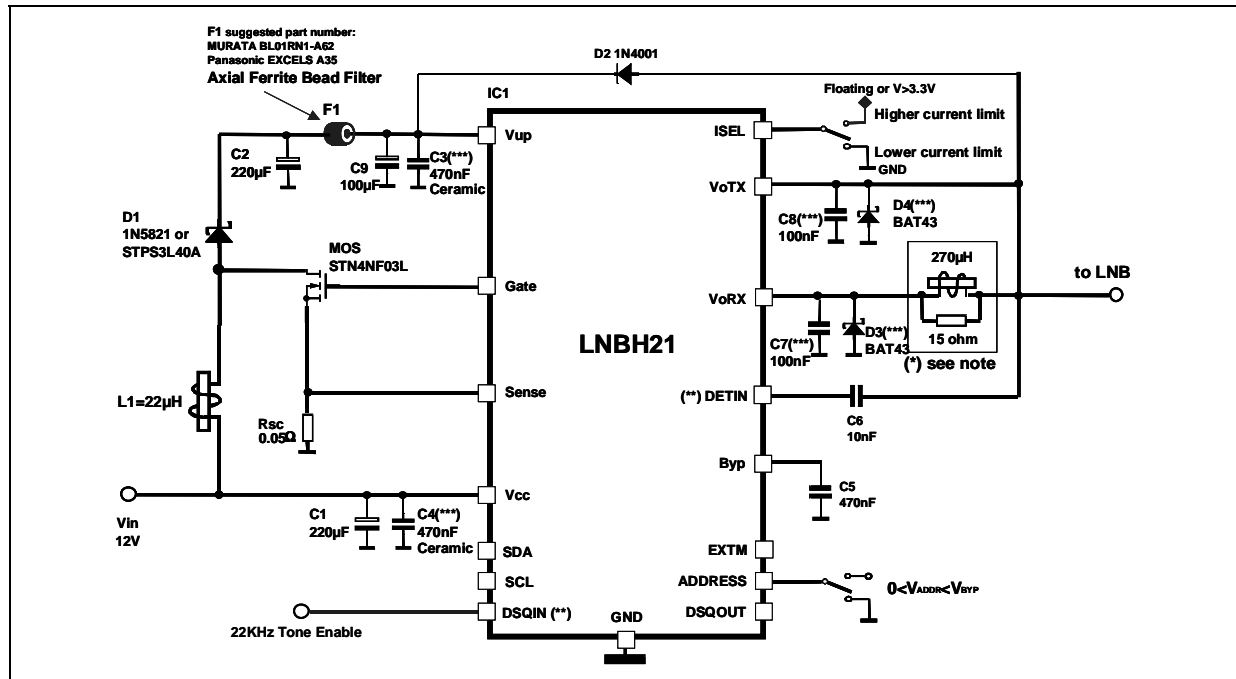 F1 suggested part number:
MURATA BL01RN1-A62
Panasonic EXCELS A35
Axial Ferrite Bead Filter
F1
C2
220µF
C9
100µF
C3(***)
470nF
Ceramic
D2 1N4001
IC1
Vup
ISEL
Floating or V>3.3V
Higher current limit
Lower current limit
GND
VoTX
C8(***)
100nF
D4(***)
BAT43
D1
1N5821 or
STPS3L40A
MOS
STN4NF03L
Gate
VoRX
270µH
15 ohm
(*) see note
to LNB
C7(***)
100nF
D3(***)
BAT43
LNBH21
L1=22µH
Sense
Rsc
0.05Ω
(**) DETIN
C6
10nF
Byp
C5
470nF
Vin
12V
Vcc
C1
220µF
C4(***)
470nF
Ceramic
SDA
SCL
DSQIN (**)
22KHz Tone Enable
GND
EXTM
ADDRESS
0<VADDR<VBYP
DSQOUT